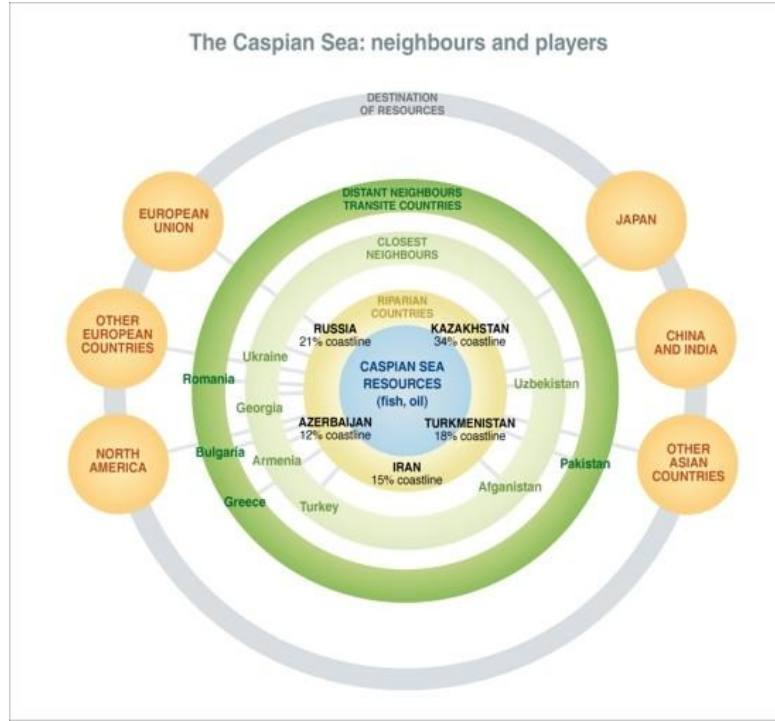 The Caspian Sea: neighbours and players
DESTINATION
OF RESOURCES
DISTANT NEIGHBOURS
TRANSITE COUNTRIES
EUROPEAN
UNION
JAPAN
CLOSEST
NEIGHBOURS
RIPARIAN
COUNTRIES
OTHER
EUROPEAN
COUNTRIES
RUSSIA
21% coastline
KAZAKHSTAN
34% coastline
CHINA
AND INDIA
Ukraine
CASPIAN SEA
RESOURCES
(fish, oil)
Romania
Uzbekistan
Georgia
AZERBAIJAN
12% coastline
TURKMENISTAN
18% coastline
NORTH
AMERICA
Bulgaria
Armenia
IRAN
15% coastline
Pakistan
OTHER
ASIAN
COUNTRIES
Greece
Turkey
Afganistan